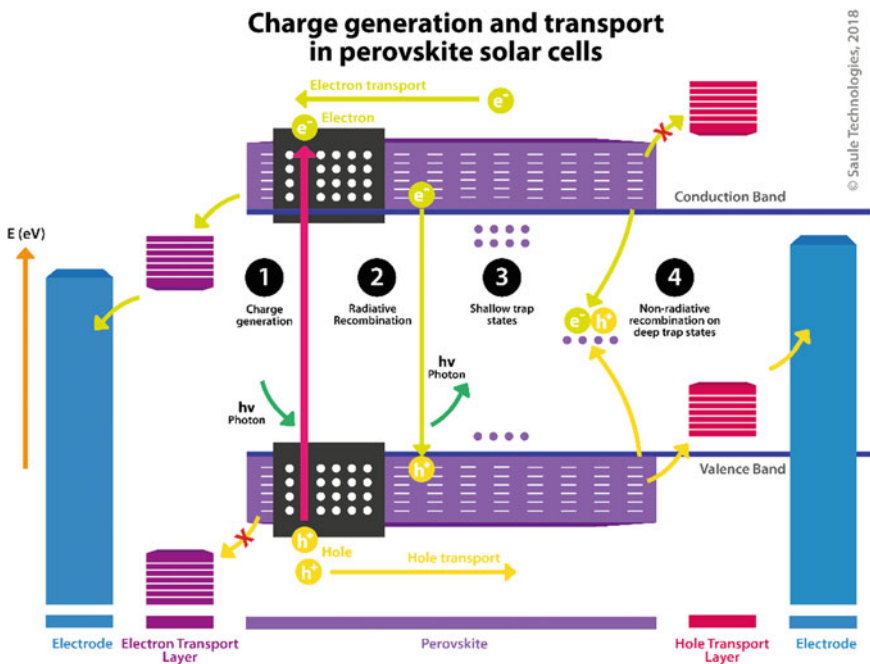 Charge generation and transport
in perovskite solar cells
© Saule Technologies, 2018
Electron transport
e⁻
e⁻ Electron
e⁻
Conduction Band
E (eV)
1
2
3
4
Charge
generation
Radiative
Recombination
Shallow trap
states
Non-radiative
recombination on
deep trap states
e⁻ h⁺
hv
Photon
hv
Photon
h⁺
Valence Band
h⁺ Hole
h⁺
Hole transport
Electrode
Electron Transport
Layer
Perovskite
Hole Transport
Layer
Electrode